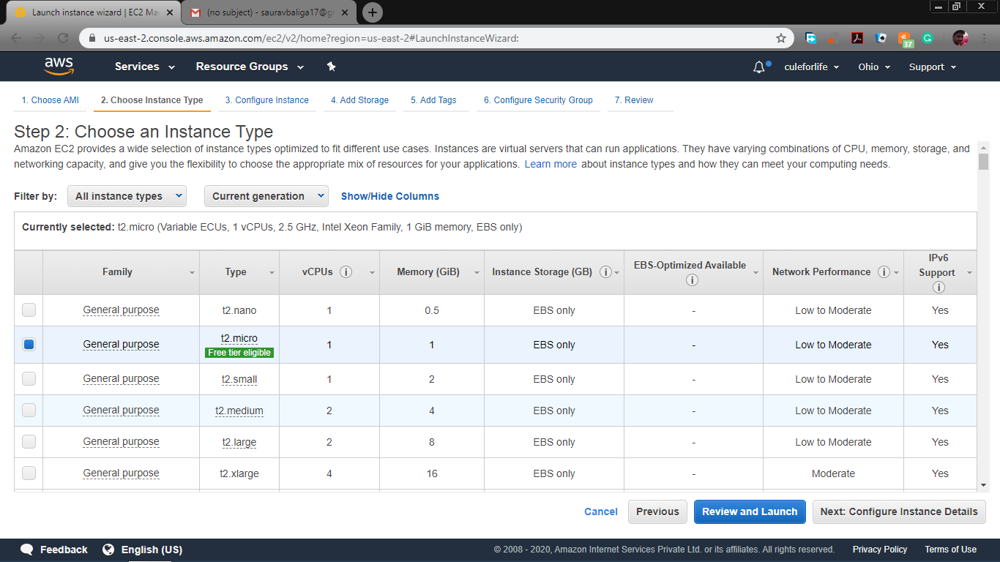 Launch instance wizard | EC2 Ma
(no subject) - sauravbaliga17@g
us-east-2.console.aws.amazon.com/ec2/v2/home?region=us-east-2#LaunchInstanceWizard:
37
aws Services Resource Groups culeforlife Ohio Support
1. Choose AMI 2. Choose Instance Type 3. Configure Instance 4. Add Storage 5. Add Tags 6. Configure Security Group 7. Review
Step 2: Choose an Instance Type
Amazon EC2 provides a wide selection of instance types optimized to fit different use cases. Instances are virtual servers that can run applications. They have varying combinations of CPU, memory, storage, and
networking capacity, and give you the flexibility to choose the appropriate mix of resources for your applications. Learn more about instance types and how they can meet your computing needs.
Filter by: All instance types Current generation Show/Hide Columns
Currently selected: t2.micro (Variable ECUs, 1 vCPUs, 2.5 GHz, Intel Xeon Family, 1 GiB memory, EBS only)
Family Type vCPUs i Memory (GiB) Instance Storage (GB) i EBS-Optimized Available i Network Performance i IPv6 Support i
General purpose t2.nano 1 0.5 EBS only - Low to Moderate Yes
General purpose t2.micro 1 1 EBS only - Low to Moderate Yes
Free tier eligible
General purpose t2.small 1 2 EBS only - Low to Moderate Yes
General purpose t2.medium 2 4 EBS only - Low to Moderate Yes
General purpose t2.large 2 8 EBS only - Low to Moderate Yes
General purpose t2.xlarge 4 16 EBS only - Moderate Yes
Cancel Previous Review and Launch Next: Configure Instance Details
Feedback English (US) © 2008 - 2020, Amazon Internet Services Private Ltd. or its affiliates. All rights reserved. Privacy Policy Terms of Use